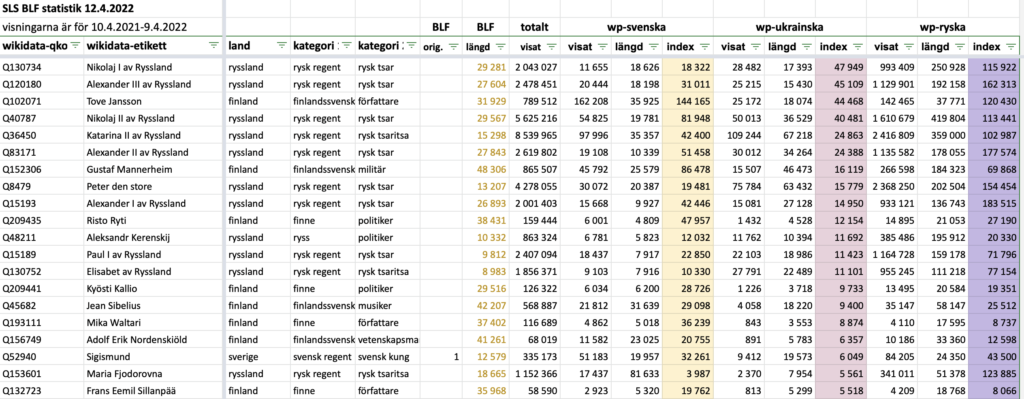 SLS BLF statistik 12.4.2022
visningarna är för 10.4.2021-9.4.2022 BLF BLF totalt wp-svenska wp-ukrainska wp-ryska
wikidata-qko wikidata-etikett land kategori kategori orig. längd visat visat längd index visat längd index visat längd index
Q130734 Nikolaj I av Ryssland ryssland rysk regent rysk tsar 29 281 2 043 027 11 655 18 626 18 322 28 482 17 393 47 949 993 409 250 928 115 922
Q120180 Alexander III av Ryssland ryssland rysk regent rysk tsar 27 604 2 478 451 20 444 18 198 31 011 25 215 15 430 45 109 1 129 901 192 158 162 313
Q102071 Tove Jansson finland finlandssvensk författare 31 929 789 512 162 208 35 925 144 165 25 172 18 074 44 468 142 465 37 771 120 430
Q40787 Nikolaj II av Ryssland ryssland rysk regent rysk tsar 29 567 5 625 216 54 825 19 781 81 948 50 013 36 529 40 481 1 610 679 419 804 113 441
Q36450 Katarina II av Ryssland ryssland rysk regent rysk tsaritsa 15 298 8 539 965 97 996 35 357 42 400 109 244 67 218 24 863 2 416 809 359 000 102 987
Q83171 Alexander II av Ryssland ryssland rysk regent rysk tsar 27 843 2 619 802 19 108 10 339 51 458 30 012 34 264 24 388 1 135 582 178 055 177 574
Q152306 Gustaf Mannerheim finland finlandssvensk militär 48 306 865 507 45 792 25 579 86 478 15 507 46 473 16 119 266 598 184 323 69 868
Q8479 Peter den store ryssland rysk regent rysk tsar 13 207 4 278 055 30 072 20 387 19 481 75 784 63 432 15 779 2 368 250 202 504 154 454
Q15193 Alexander I av Ryssland ryssland rysk regent rysk tsar 26 893 2 001 403 15 668 9 927 42 446 15 081 27 128 14 950 933 121 136 743 183 515
Q209435 Risto Ryti finland finne politiker 38 431 159 444 6 001 4 809 47 957 1 432 4 528 12 154 14 895 21 053 27 190
Q48211 Aleksandr Kerenskij ryssland ryss politiker 10 332 863 324 6 781 5 823 12 032 11 762 10 394 11 692 385 486 195 912 20 330
Q15189 Paul I av Ryssland ryssland rysk regent rysk tsar 9 812 2 407 094 18 437 7 917 22 850 22 103 18 986 11 423 1 164 728 159 178 71 796
Q130752 Elisabet av Ryssland ryssland rysk regent rysk tsaritsa 8 983 1 856 371 9 103 7 916 10 330 27 791 22 489 11 101 955 245 111 218 77 154
Q209441 Kyösti Kallio finland finne politiker 29 516 126 322 6 034 6 200 28 726 1 226 3 718 9 733 13 495 20 584 19 351
Q45682 Jean Sibelius finland finlandssvensk musiker 42 207 568 887 21 812 31 639 29 098 4 058 18 220 9 400 35 147 58 147 25 512
Q193111 Mika Waltari finland finne författare 37 402 116 689 4 862 5 018 36 239 843 3 553 8 874 4 110 17 595 8 737
Q156749 Adolf Erik Nordenskiöld finland finlandssvensk vetenskapsma 41 261 68 019 11 582 23 025 20 755 891 5 783 6 357 10 186 33 360 12 598
Q52940 Sigismund sverige svensk regent svensk kung 1 12 579 335 173 51 183 19 957 32 261 9 412 19 573 6 049 84 205 24 350 43 500
Q153601 Maria Fjodorovna ryssland rysk regent rysk tsaritsa 18 665 1 152 366 17 437 81 633 3 987 2 370 7 954 5 561 341 011 51 378 123 885
Q132723 Frans Eemil Sillanpää finland finne författare 35 968 58 590 2 923 5 320 19 762 813 5 299 5 518 4 209 18 768 8 066